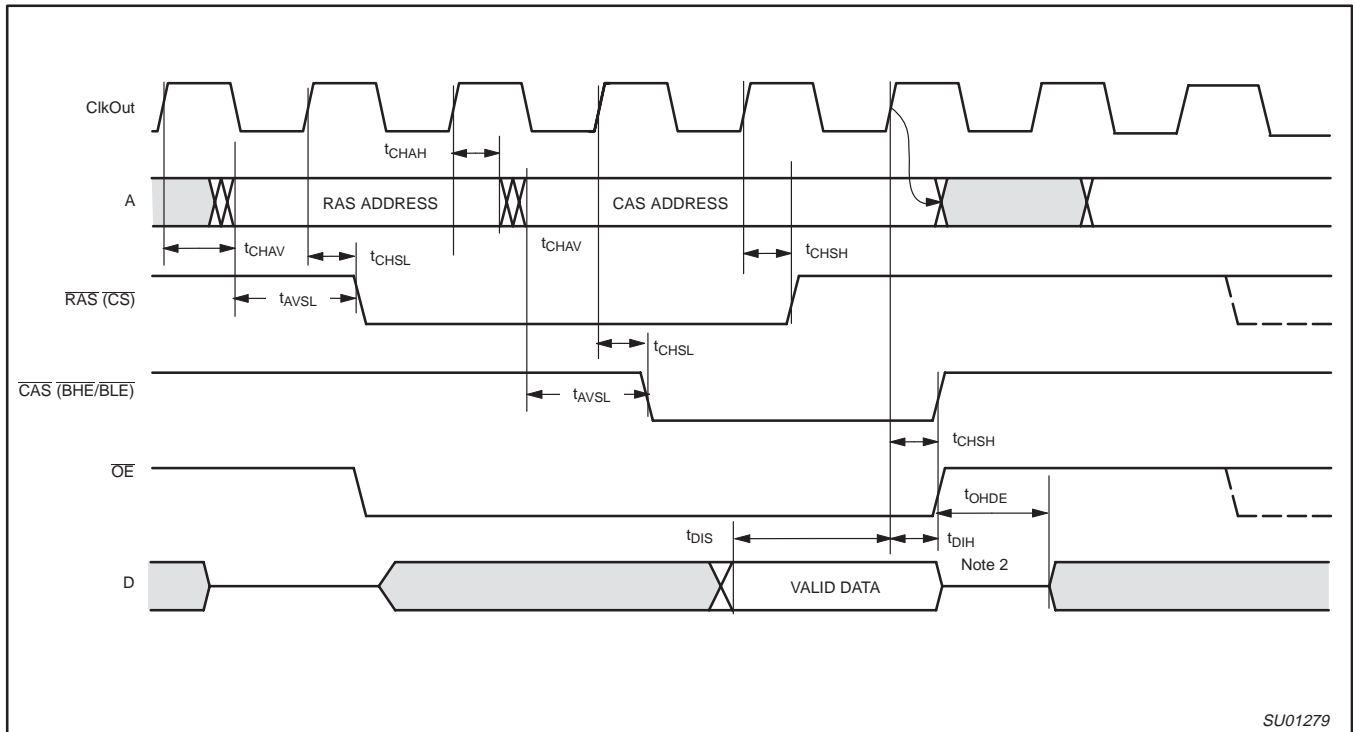 ClkOut
tCHAH
A
RAS ADDRESS
CAS ADDRESS
tCHAV
tCHSL
tCHAV
tCHSH
RAS (CS)
tAVSL
tCHSL
CAS (BHE/BLE)
tAVSL
tCHSH
OE
tOHDE
tDIS
tDIH
Note 2
D
VALID DATA
SU01279